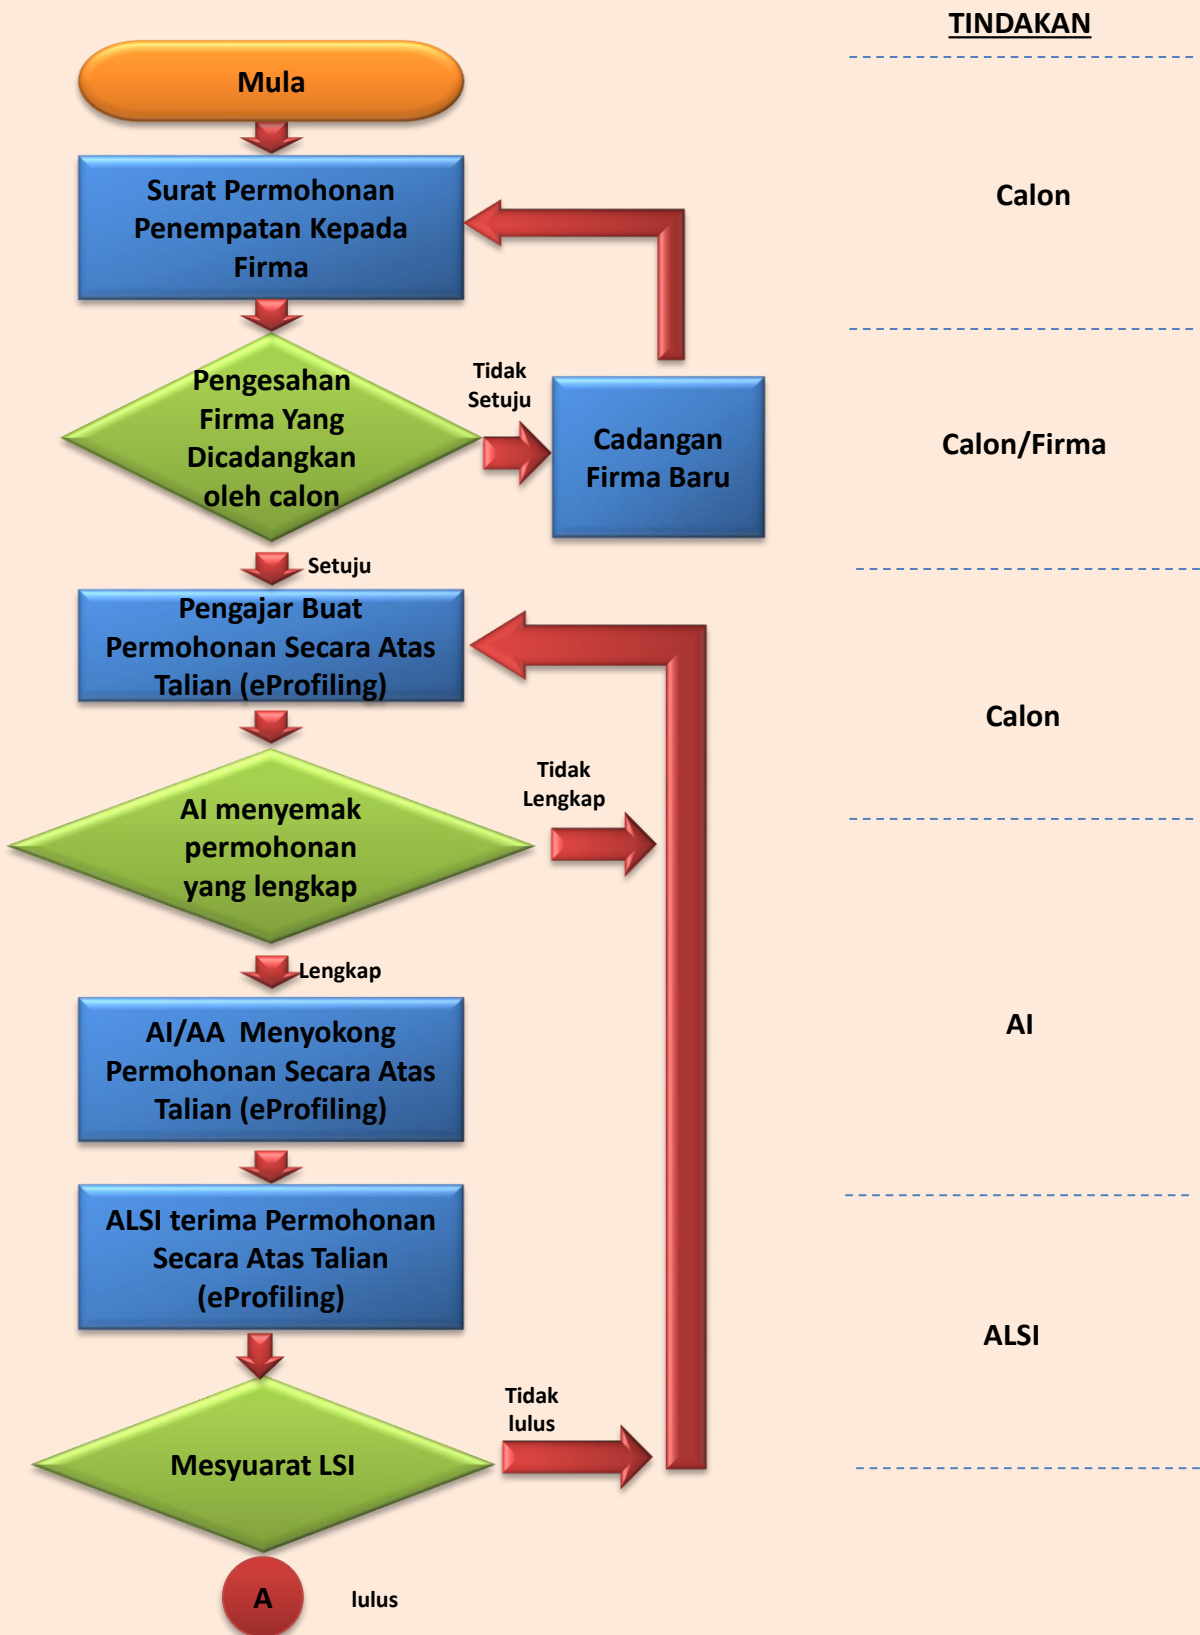 TINDAKAN
Mula
Surat Permohonan
Penempatan Kepada
Firma
Calon
Pengesahan
Firma Yang
Dicadangkan
oleh calon
Tidak
Setuju
Cadangan
Firma Baru
Calon/Firma
Setuju
Pengajar Buat
Permohonan Secara Atas
Talian (eProfiling)
Calon
AI menyemak
permohonan
yang lengkap
Tidak
Lengkap
Lengkap
AI/AA  Menyokong
Permohonan Secara Atas
Talian (eProfiling)
AI
ALSI terima Permohonan
Secara Atas Talian
(eProfiling)
ALSI
Mesyuarat LSI
Tidak
lulus
A
lulus